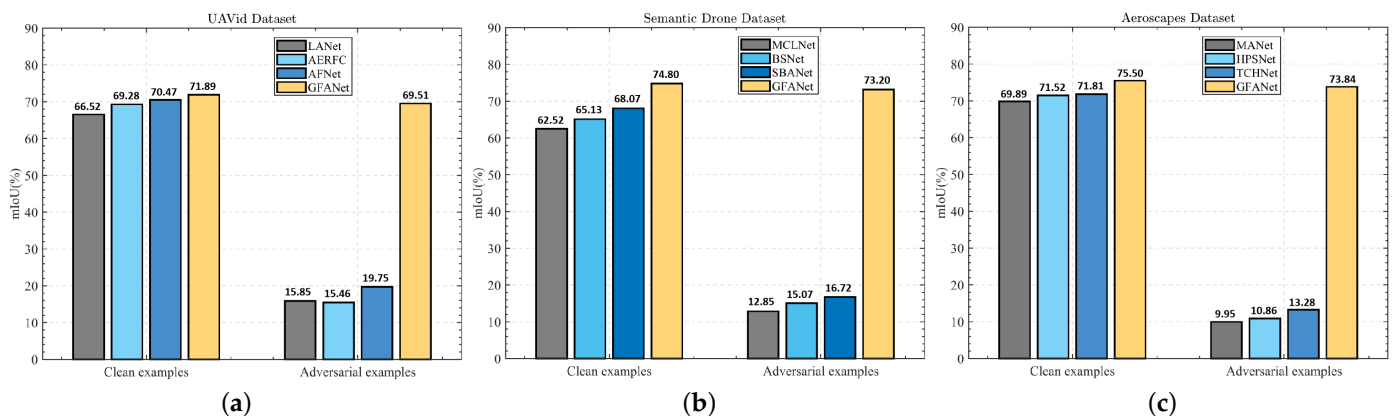 UAVid Dataset
mIoU(%)
90
80
70
60
50
40
30
20
10
0
LANet
AERFC
AFNet
GFANet
66.52
69.28
70.47
71.89
15.85
15.46
19.75
69.51
Clean examples
Adversarial examples
(a)
Semantic Drone Dataset
mIoU(%)
90
80
70
60
50
40
30
20
10
0
MCLNet
BSNet
SBANet
GFANet
62.52
65.13
68.07
74.80
12.85
15.07
16.72
73.20
Clean examples
Adversarial examples
(b)
Aeroscapes Dataset
mIoU(%)
90
80
70
60
50
40
30
20
10
0
MANet
HPSNet
TCHNet
GFANet
69.89
71.52
71.81
75.50
9.95
10.86
13.28
73.84
Clean examples
Adversarial examples
(c)